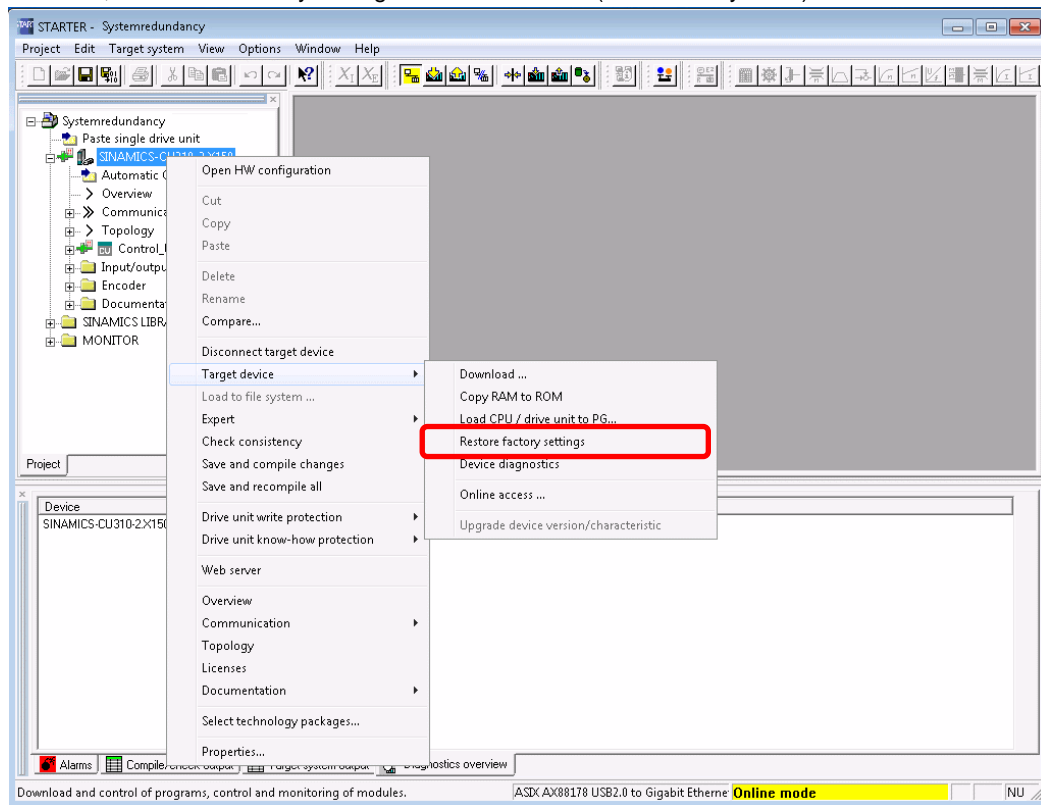 STARTER - Systemredundancy
Project Edit Target system View Options Window Help
Systemredundancy
Paste single drive unit
SINAMICS-CU310-2.X150
Automatic C
Overview
Communica
Topology
Control_
Input/outpu
Encoder
Documenta
SINAMICS LIBR
MONITOR
Project
Open HW configuration
Cut
Copy
Paste
Delete
Rename
Compare...
Disconnect target device
Target device
Load to file system ...
Expert
Check consistency
Save and compile changes
Save and recompile all
Drive unit write protection
Drive unit know-how protection
Web server
Overview
Communication
Topology
Licenses
Documentation
Select technology packages...
Properties...
Download ...
Copy RAM to ROM
Load CPU / drive unit to PG...
Restore factory settings
Device diagnostics
Online access ...
Upgrade device version/characteristic
Device
SINAMICS-CU310-2.X150
Alarms Compile/check output Target system output Diagnostics overview
Download and control of programs, control and monitoring of modules. ASIX AX88178 USB2.0 to Gigabit Etherne Online mode NU